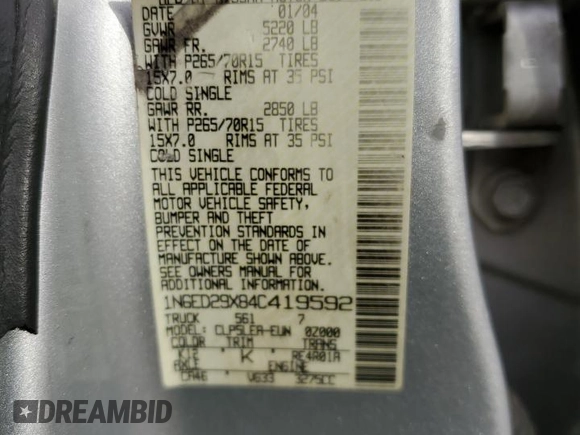 DATE 01/04
GVWR 5220 LB
GAWR FR. 2740 LB
WITH P265/70R15 TIRES
15X7.0 RIMS AT 35 PSI
COLD SINGLE
GAWR RR. 2850 LB
WITH P265/70R15 TIRES
15X7.0 RIMS AT 35 PSI
COLD SINGLE
THIS VEHICLE CONFORMS TO
ALL APPLICABLE FEDERAL
MOTOR VEHICLE SAFETY,
BUMPER AND THEFT
PREVENTION STANDARDS IN
EFFECT ON THE DATE OF
MANUFACTURE SHOWN ABOVE.
SEE OWNERS MANUAL FOR
ADDITIONAL INFORMATION.
1N6ED29X84C419592
TRUCK 561 7
MODEL: CLPSLEA-EUN 0Z000
COLOR TRIM TRANS
K12 K RE4R01A
AXLE ENGINE
CA46 VG33 3275CC
DREAMBID